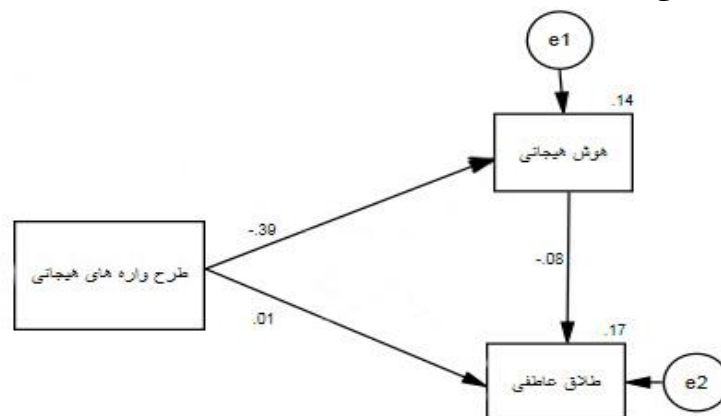 e1
.14
هوش هیجانی
-.39
طرح واره های هیجانی
-.08
.01
.17
طلاق عاطفی
e2